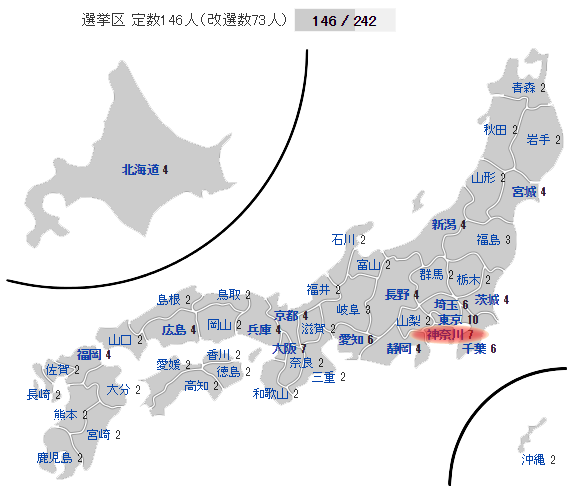 選挙区 定数146人(改選数73人) 146 / 242
青森 2
秋田 2
岩手 2
北海道 4
山形 2
宮城 4
新潟 4
石川 2
福島 3
富山 2
群馬 2
栃木 2
福井 2
長野 4
茨城 4
島根 2
鳥取 2
岐阜 3
埼玉 6
京都 4
山梨 2
東京 10
広島 4
岡山 2
兵庫 4
滋賀 2
山口 2
愛知 6
神奈川 7
大阪 7
静岡 4
千葉 6
福岡 4
香川 2
愛媛 2
徳島 2
奈良 2
佐賀 2
三重 2
高知 2
大分 2
長崎 2
和歌山 2
熊本 2
宮崎 2
鹿児島 2
沖縄 2